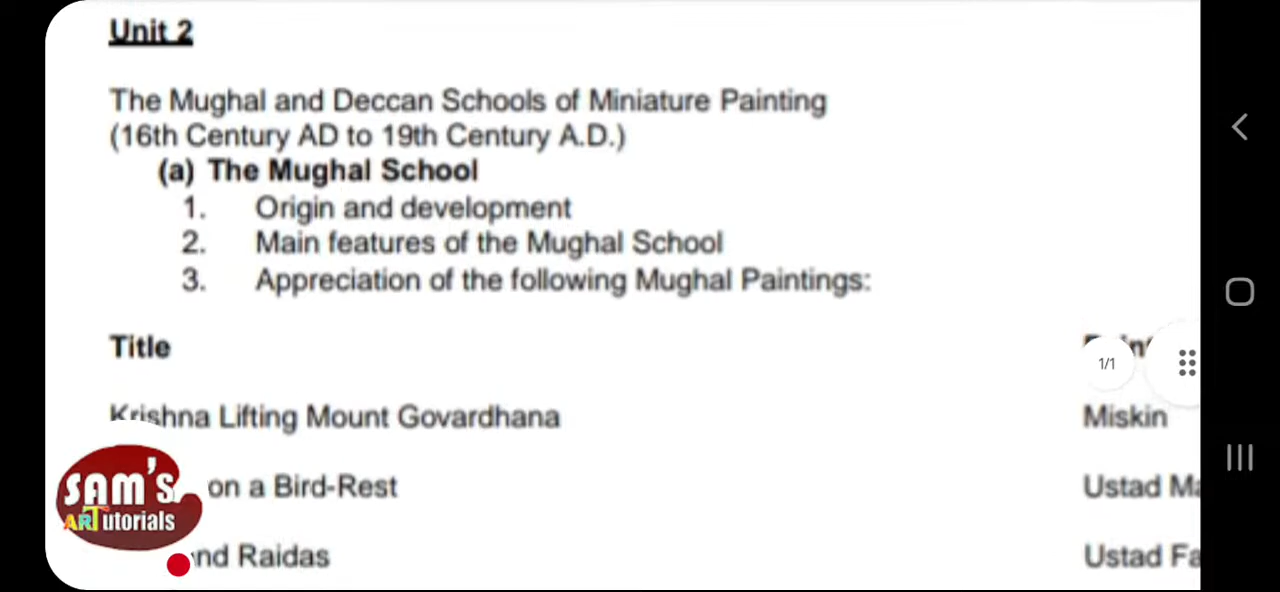 Unit 2
The Mughal and Deccan Schools of Miniature Painting
(16th Century AD to 19th Century A.D.)
(a) The Mughal School
1. Origin and development
2. Main features of the Mughal School
3. Appreciation of the following Mughal Paintings:
Title
1/1
Krishna Lifting Mount Govardhana Miskin
on a Bird-Rest Ustad
SAM'S
ARTutorials
Raidas Ustad